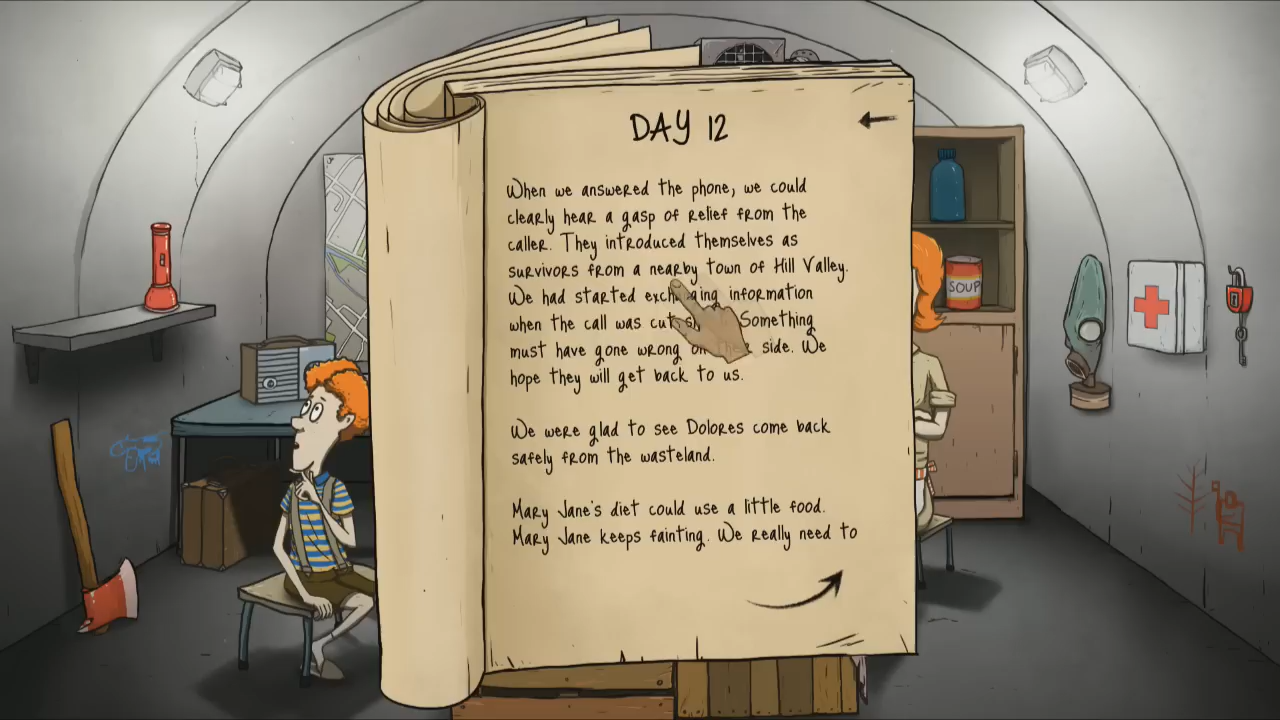 DAY 12
When we answered the phone, we could
clearly hear a gasp of relief from the
caller. They introduced themselves as
survivors from a nearby town of Hill Valley.
We had started exchanging information
when the call was cut Something
must have gone wrong on their side. We
hope they will get back to us.
We were glad to see Dolores come back
safely from the wasteland.
Mary Jane's diet could use a little food.
Mary Jane keeps fainting. We really need to
SOUP